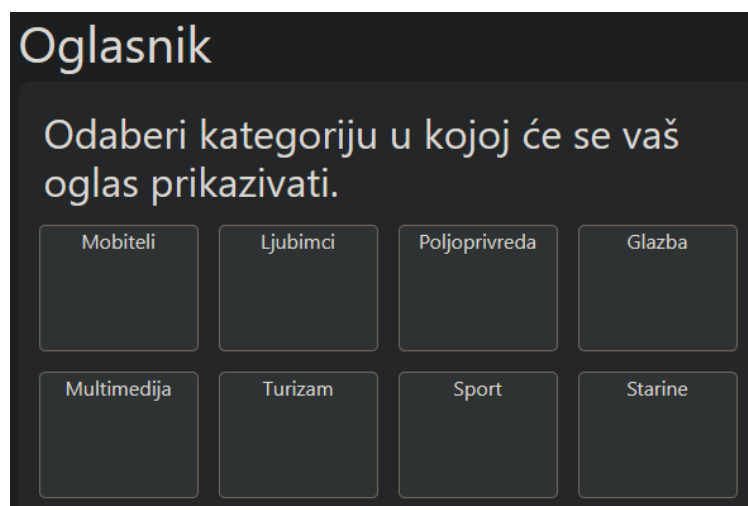 Oglasnik
Odaberi kategoriju u kojoj će se vaš
oglas prikazivati.
Mobiteli
Ljubimci
Poljoprivreda
Glazba
Multimedija
Turizam
Sport
Starine